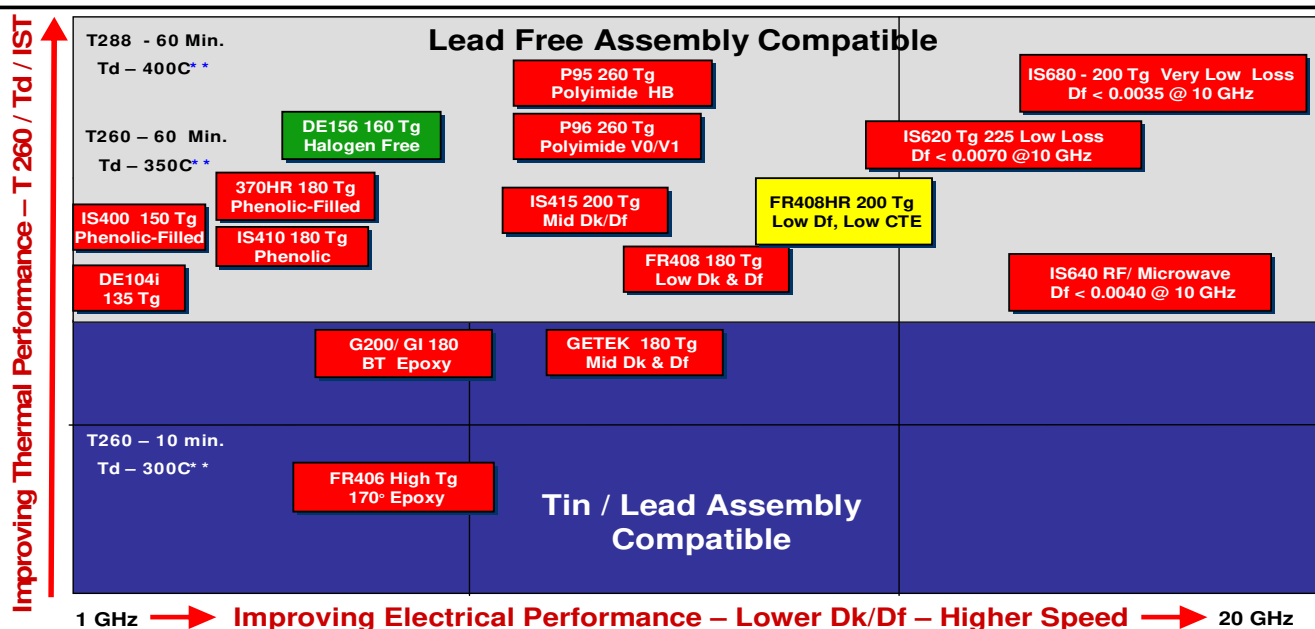 Improving Thermal Performance – T 260 / Td / IST
Lead Free Assembly Compatible
T288 - 60 Min.
Td – 400C**
P95 260 Tg
Polyimide HB
IS680 - 200 Tg Very Low Loss
Df < 0.0035 @ 10 GHz
T260 – 60 Min.
Td – 350C**
DE156 160 Tg
Halogen Free
P96 260 Tg
Polyimide V0/V1
IS620 Tg 225 Low Loss
Df < 0.0070 @10 GHz
370HR 180 Tg
Phenolic-Filled
IS415 200 Tg
Mid Dk/Df
FR408HR 200 Tg
Low Df, Low CTE
IS400 150 Tg
Phenolic-Filled
IS410 180 Tg
Phenolic
FR408 180 Tg
Low Dk & Df
DE104i
135 Tg
IS640 RF/ Microwave
Df < 0.0040 @ 10 GHz
G200/ GI 180
BT Epoxy
GETEK 180 Tg
Mid Dk & Df
T260 – 10 min.
Td – 300C**
FR406 High Tg
170° Epoxy
Tin / Lead Assembly
Compatible
1 GHz
Improving Electrical Performance – Lower Dk/Df – Higher Speed
20 GHz